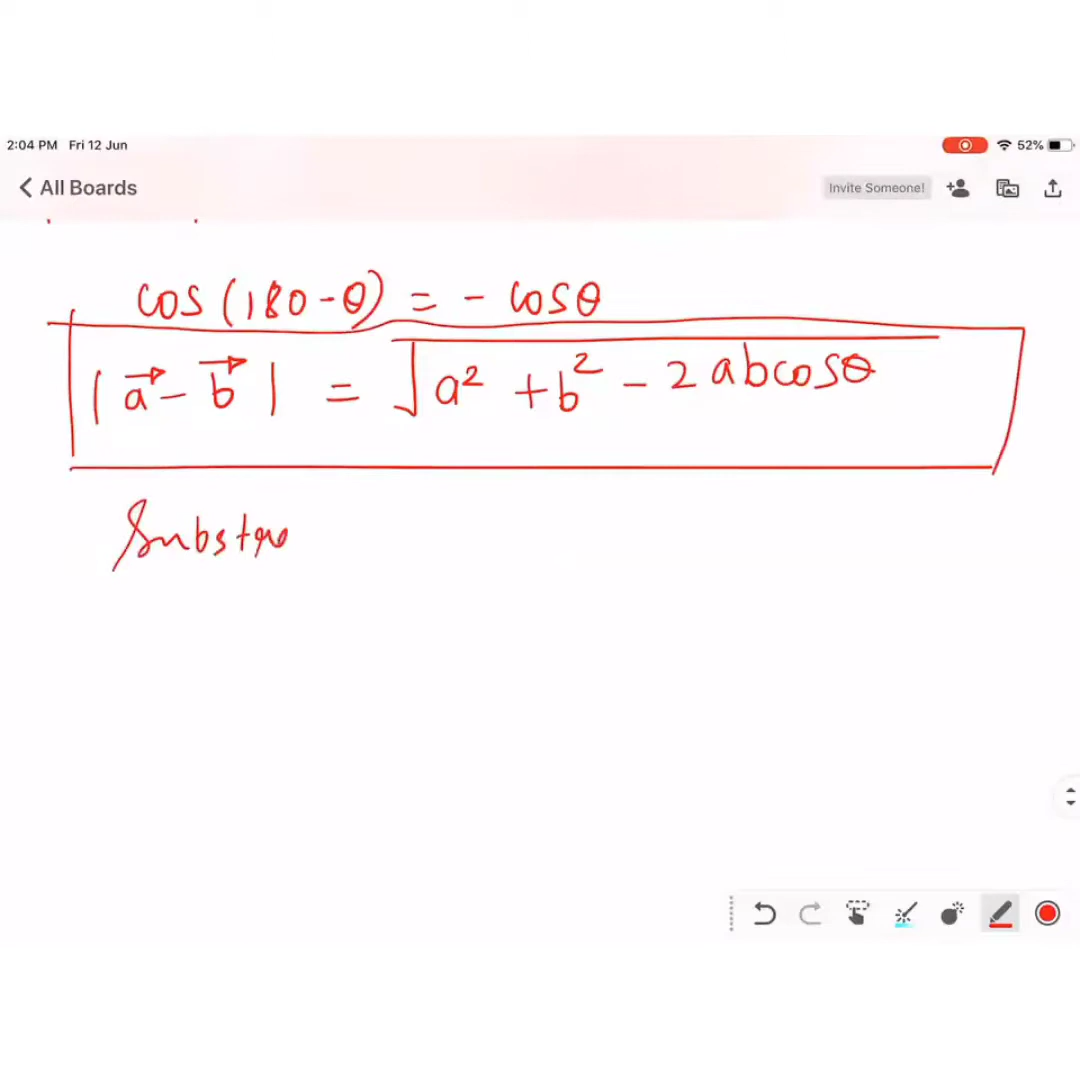 2:04 PM Fri 12 Jun
52%
All Boards
Invite Someone!
cos (180-θ) = - cosθ
|a⃗ - b⃗| = √(a² + b² - 2abcosθ)